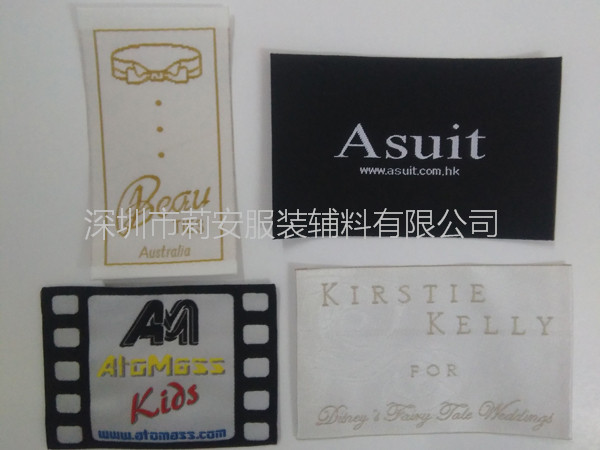 Beau
Australia
Asuit
www.asuit.com.hk
深圳市莉安服装辅料有限公司
AM
AtoMass
Kids
www.atomass.com
KIRSTIE
KELLY
FOR
Disney's Fairy Tale Weddings